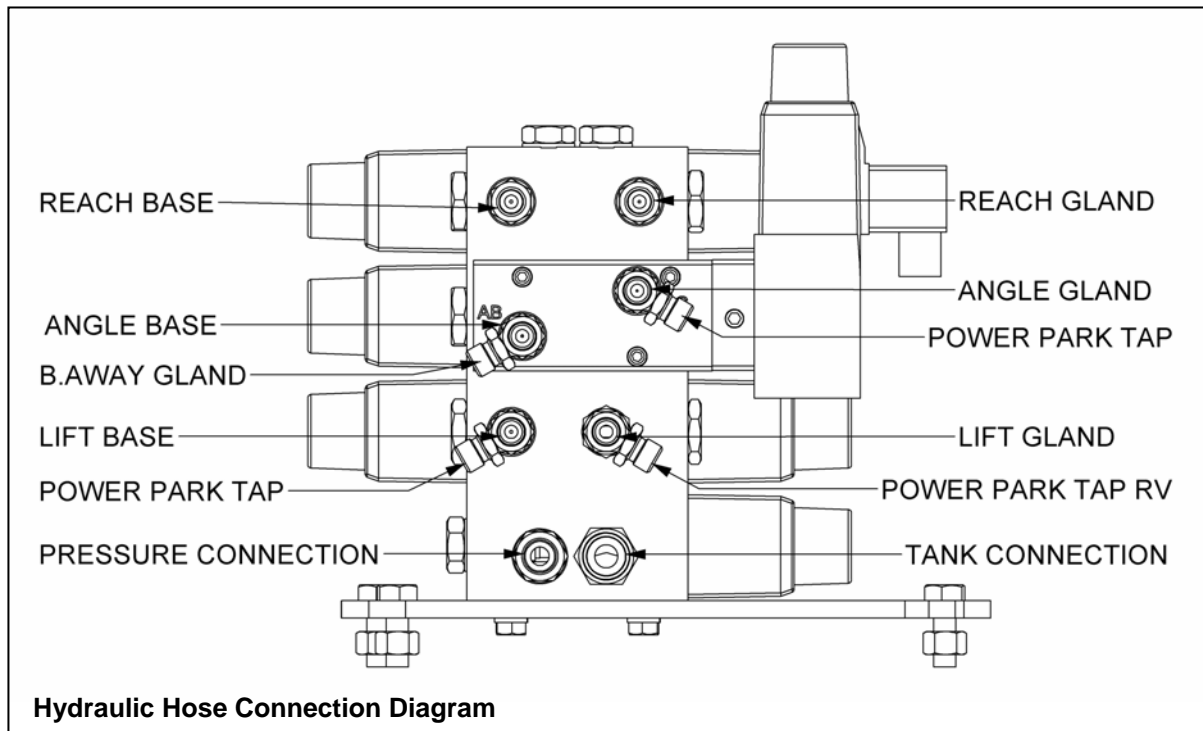 REACH BASE
REACH GLAND
ANGLE GLAND
AB
ANGLE BASE
POWER PARK TAP
B.AWAY GLAND
LIFT BASE
LIFT GLAND
POWER PARK TAP
POWER PARK TAP RV
PRESSURE CONNECTION
TANK CONNECTION
Hydraulic Hose Connection Diagram